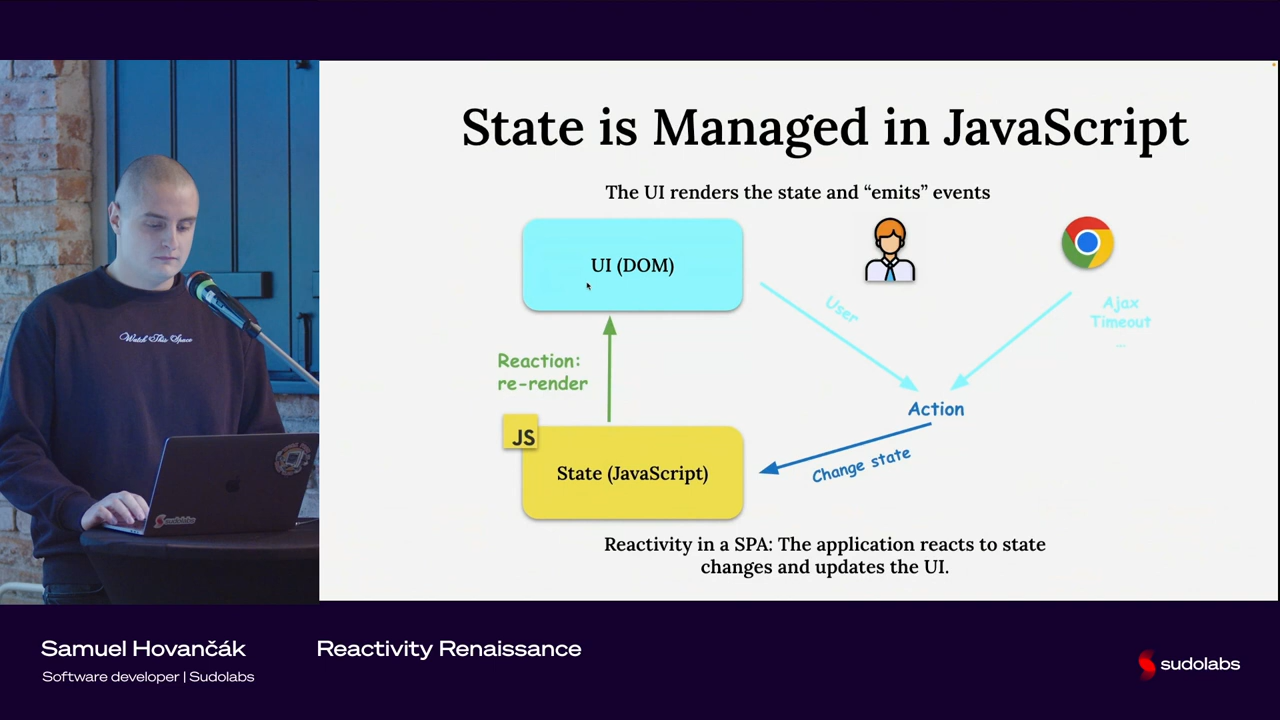 State is Managed in JavaScript
The UI renders the state and “emits” events
UI (DOM)
User
Ajax
Timeout
...
Reaction:
re-render
Action
JS
State (JavaScript)
Change state
Reactivity in a SPA: The application reacts to state
changes and updates the UI.
Watch This Space
sudolabs
Samuel Hovančák
Reactivity Renaissance
Software developer | Sudolabs
sudolabs